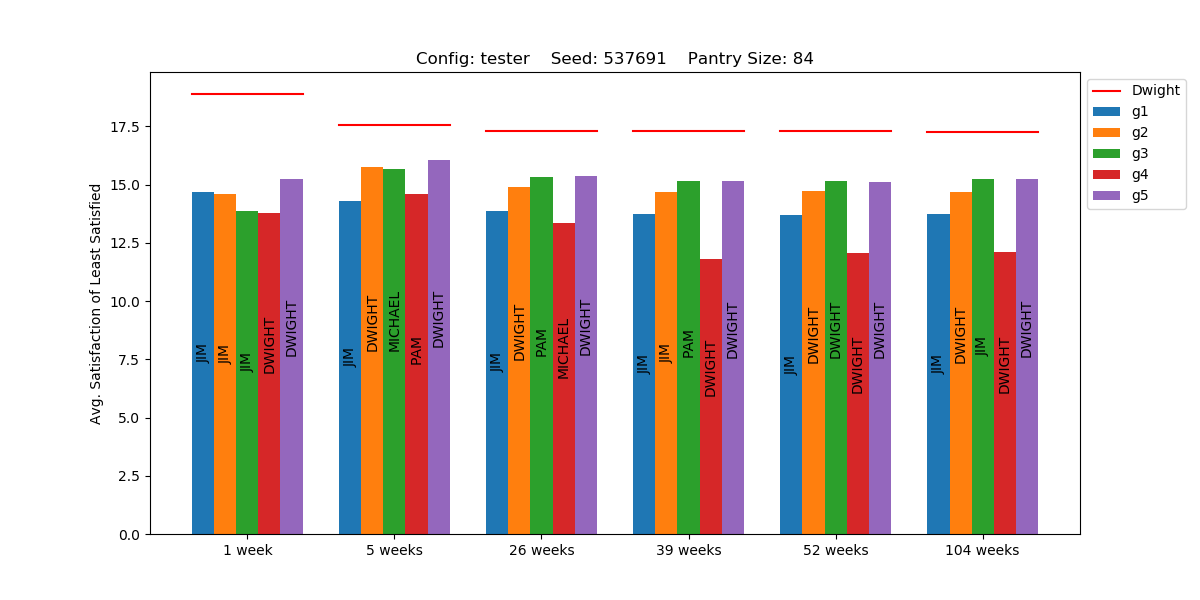 Config: tester    Seed: 537691    Pantry Size: 84
Avg. Satisfaction of Least Satisfied
17.5
15.0
12.5
10.0
7.5
5.0
2.5
0.0
JIM
JIM
JIM
DWIGHT
DWIGHT
JIM
DWIGHT
MICHAEL
PAM
DWIGHT
JIM
DWIGHT
PAM
MICHAEL
DWIGHT
JIM
JIM
PAM
DWIGHT
DWIGHT
JIM
DWIGHT
DWIGHT
DWIGHT
DWIGHT
JIM
DWIGHT
JIM
DWIGHT
DWIGHT
1 week
5 weeks
26 weeks
39 weeks
52 weeks
104 weeks
Dwight
g1
g2
g3
g4
g5